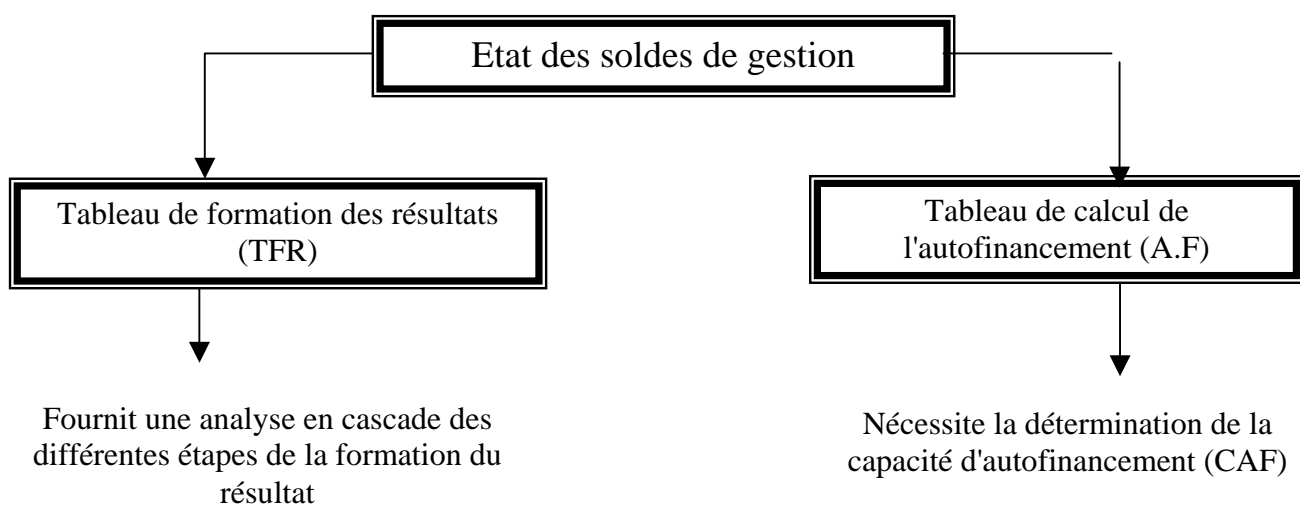 Etat des soldes de gestion
Tableau de formation des résultats
(TFR)
Tableau de calcul de
l'autofinancement (A.F)
Fournit une analyse en cascade des
différentes étapes de la formation du
résultat
Nécessite la détermination de la
capacité d'autofinancement (CAF)